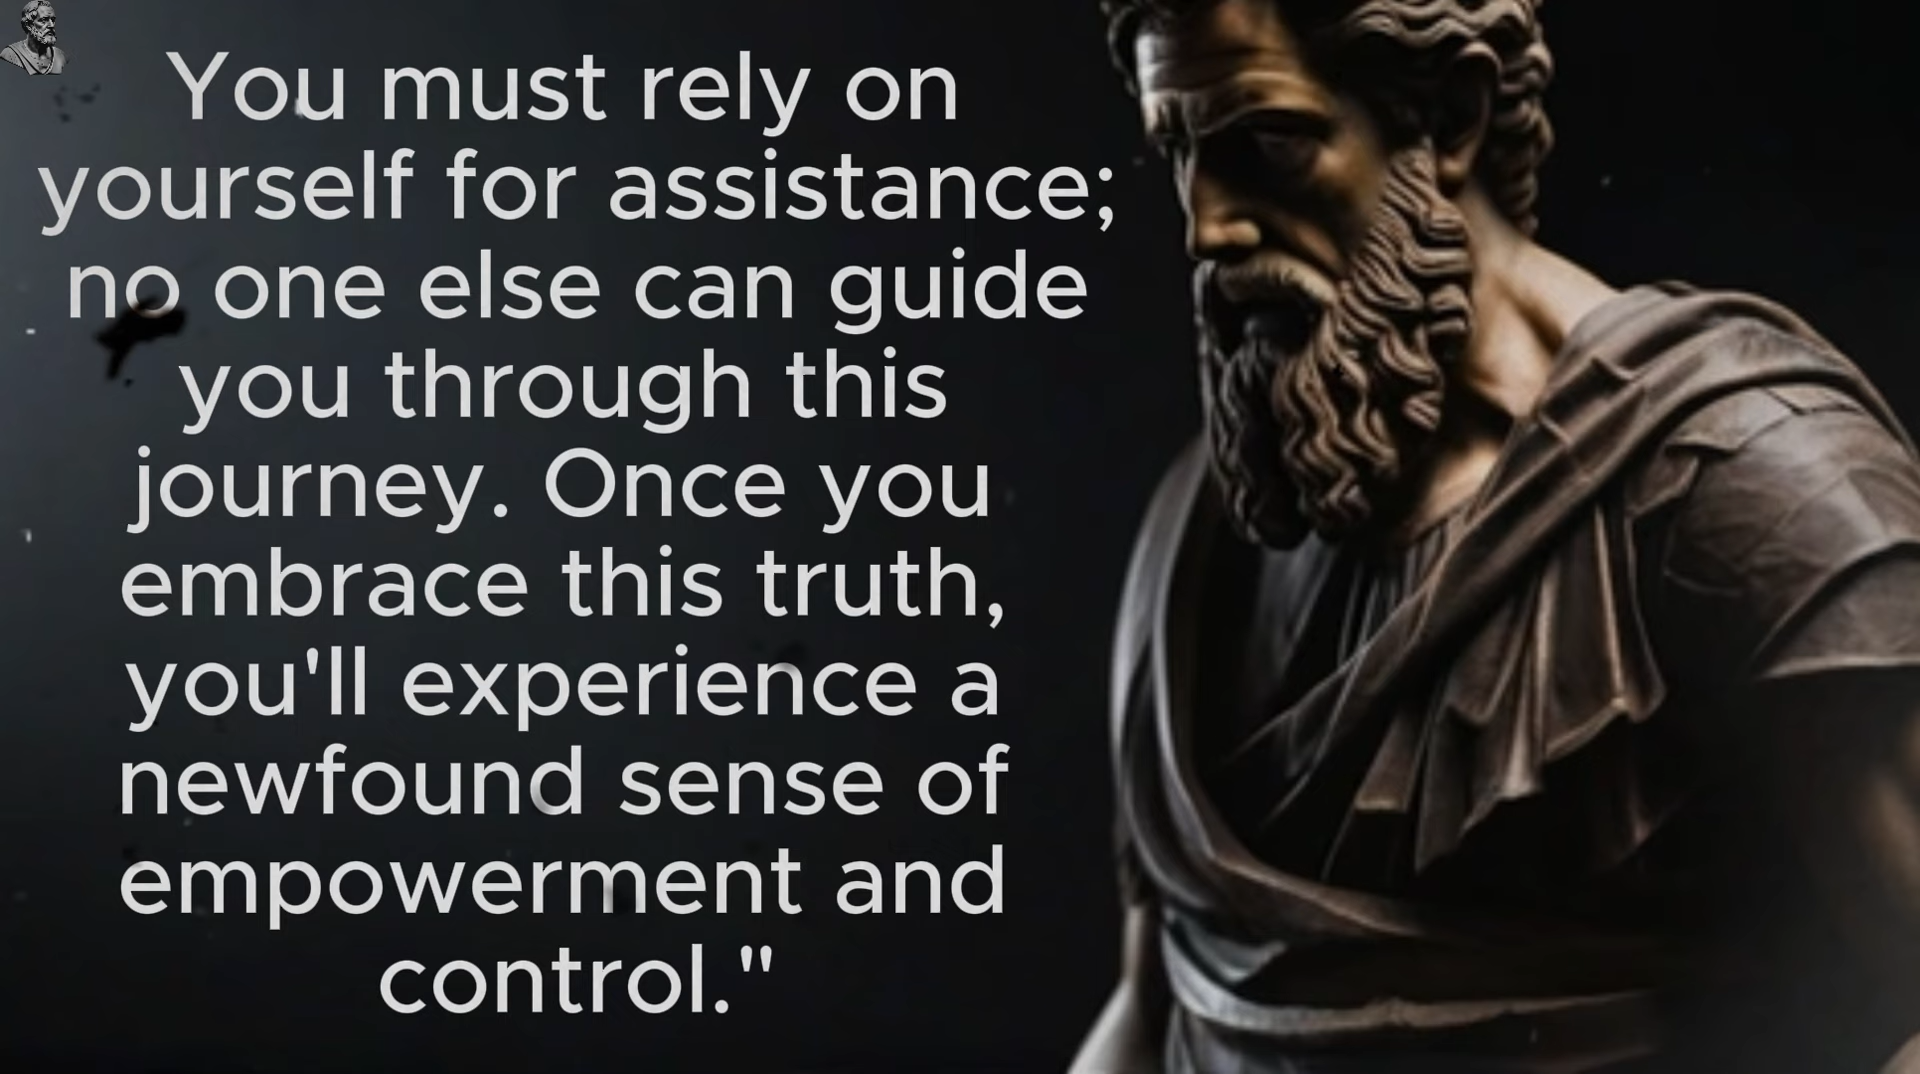 You must rely on
yourself for assistance;
no one else can guide
you through this
journey. Once you
embrace this truth,
you'll experience a
newfound sense of
empowerment and
control."